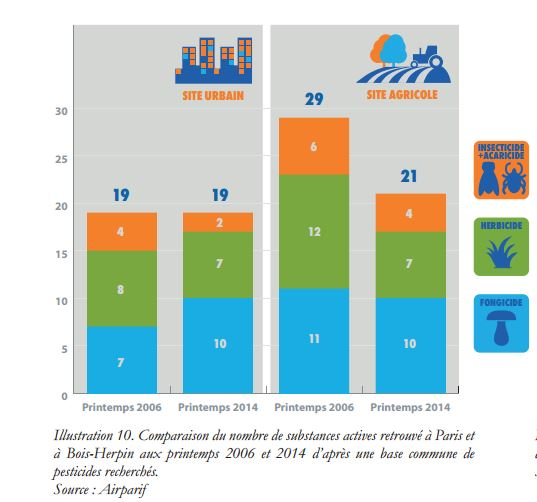 SITE URBAIN
SITE AGRICOLE
30
25
20
15
10
5
0
19
4
8
7
19
2
7
10
29
6
12
11
21
4
7
10
Printemps 2006
Printemps 2014
Printemps 2006
Printemps 2014
INSECTICIDE
+ACARICIDE
HERBICIDE
FONGICIDE
Illustration 10. Comparaison du nombre de substances actives retrouvé à Paris et
à Bois-Herpin aux printemps 2006 et 2014 d'après une base commune de
pesticides recherchés.
Source : Airparif